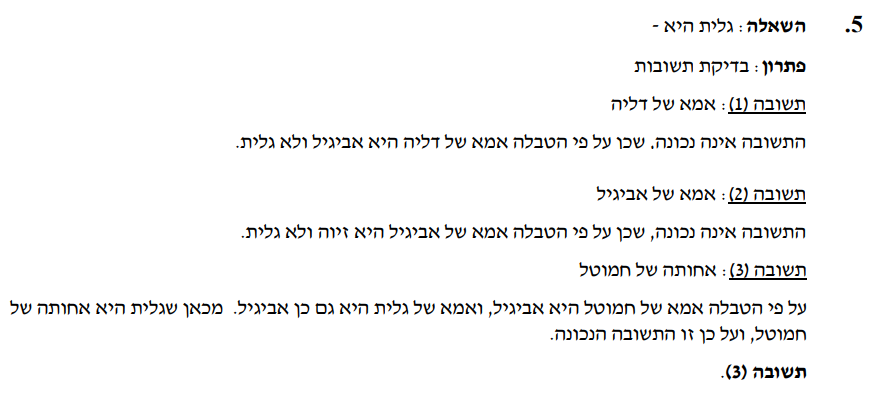 5. השאלה: גלית היא -
פתרון: בדיקת תשובות
תשובה (1): אמא של דליה
התשובה אינה נכונה, שכן על פי הטבלה אמא של דליה היא אביגיל ולא גלית.
תשובה (2): אמא של אביגיל
התשובה אינה נכונה, שכן על פי הטבלה אמא של אביגיל היא זיוה ולא גלית.
תשובה (3): אחותה של חמוטל
על פי הטבלה אמא של חמוטל היא אביגיל, ואמא של גלית היא גם כן אביגיל. מכאן שגלית היא אחותה של
חמוטל, ועל כן זו התשובה הנכונה.
תשובה (3).